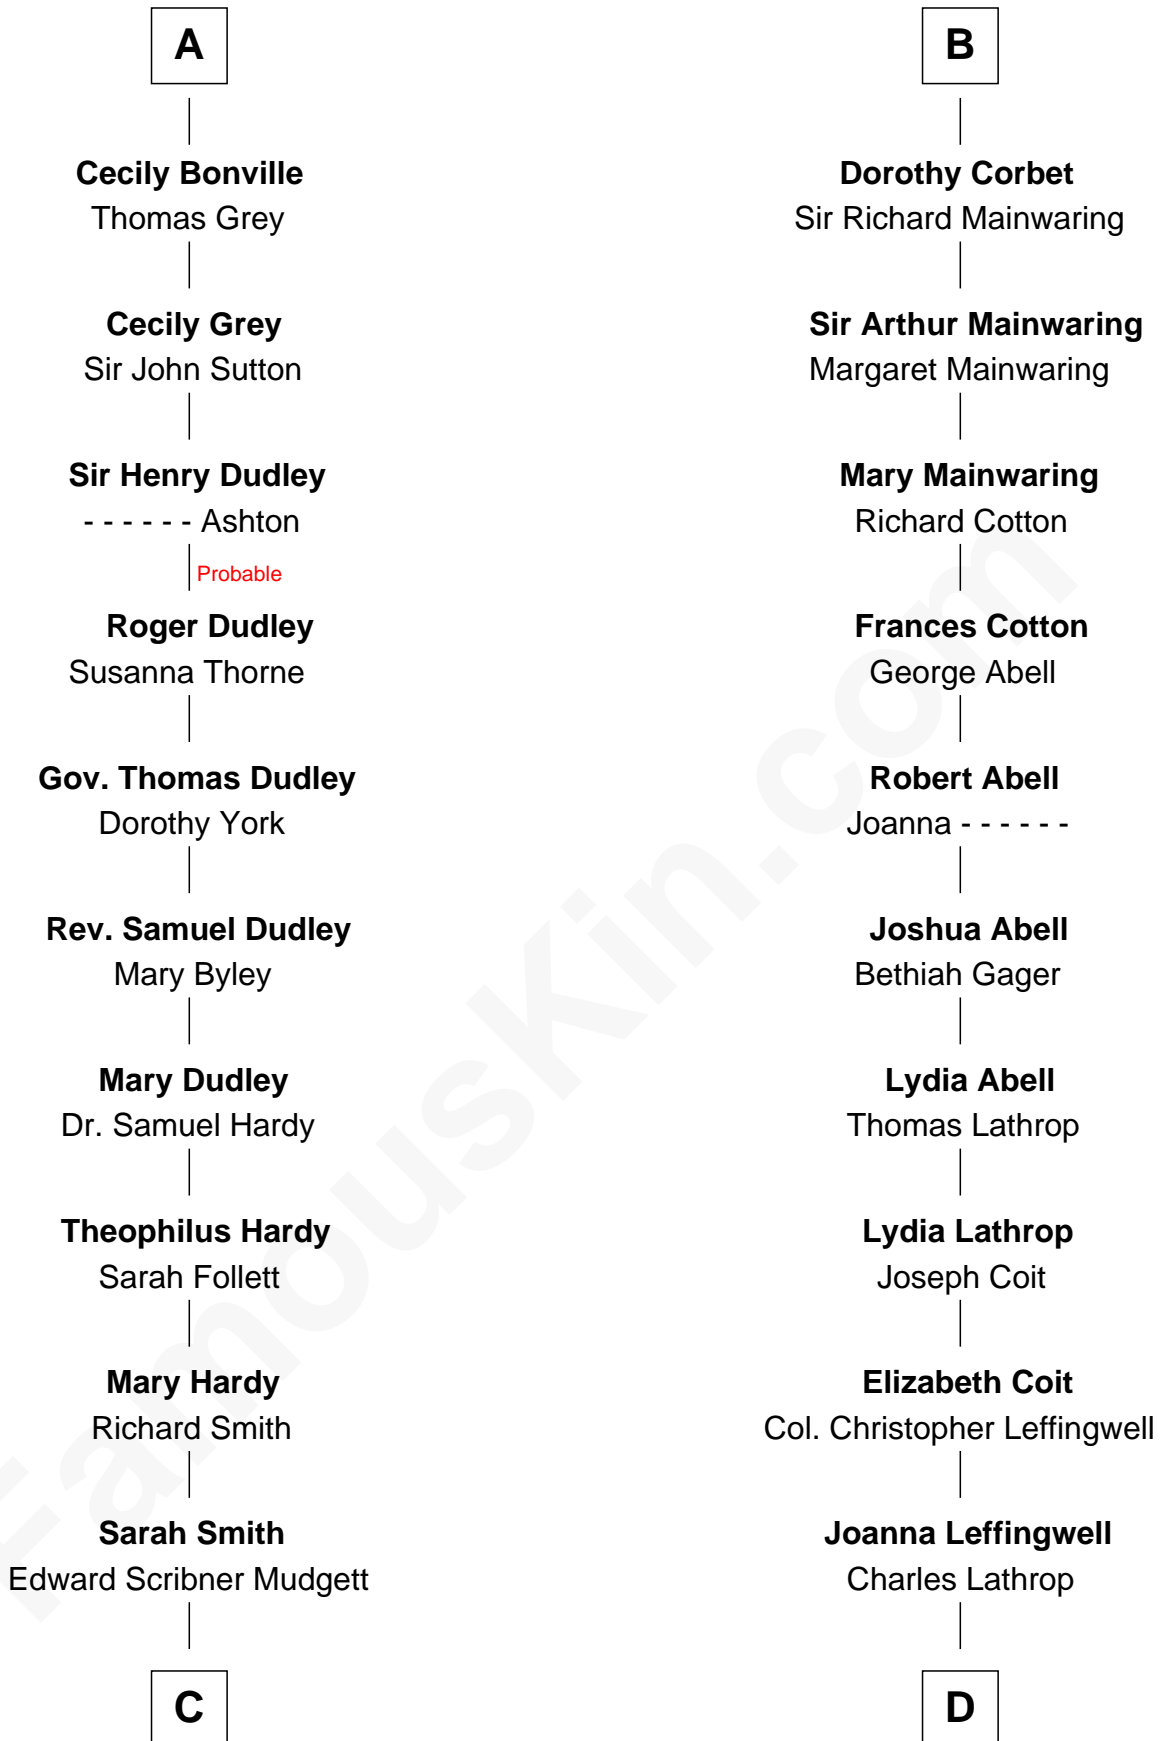 A
Cecily Bonville
Thomas Grey
Cecily Grey
Sir John Sutton
Sir Henry Dudley
- - - - - - Ashton
Probable
Roger Dudley
Susanna Thorne
Gov. Thomas Dudley
Dorothy York
Rev. Samuel Dudley
Mary Byley
Mary Dudley
Dr. Samuel Hardy
Theophilus Hardy
Sarah Follett
Mary Hardy
Richard Smith
Sarah Smith
Edward Scribner Mudgett
C
B
Dorothy Corbet
Sir Richard Mainwaring
Sir Arthur Mainwaring
Margaret Mainwaring
Mary Mainwaring
Richard Cotton
Frances Cotton
George Abell
Robert Abell
Joanna - - - - - -
Joshua Abell
Bethiah Gager
Lydia Abell
Thomas Lathrop
Lydia Lathrop
Joseph Coit
Elizabeth Coit
Col. Christopher Leffingwell
Joanna Leffingwell
Charles Lathrop
D
FamousKin.com